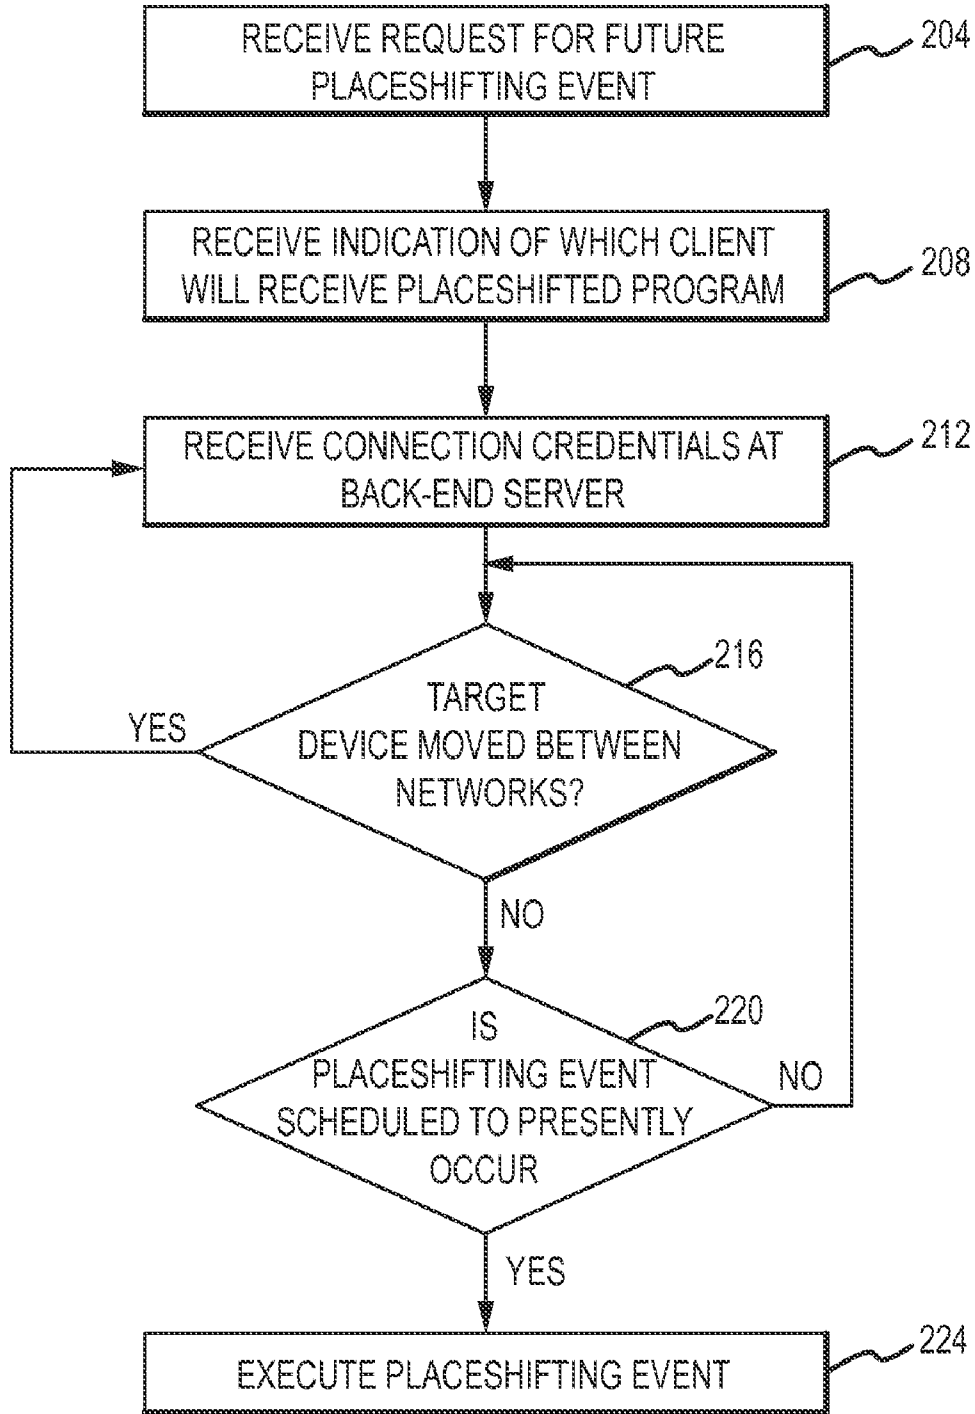 RECEIVE REQUEST FOR FUTURE
PLACESHIFTING EVENT
204
RECEIVE INDICATION OF WHICH CLIENT
WILL RECEIVE PLACESHIFTED PROGRAM
208
RECEIVE CONNECTION CREDENTIALS AT
BACK-END SERVER
212
216
TARGET
DEVICE MOVED BETWEEN
NETWORKS?
YES
NO
220
IS
PLACESHIFTING EVENT
SCHEDULED TO PRESENTLY
OCCUR
NO
YES
EXECUTE PLACESHIFTING EVENT
224